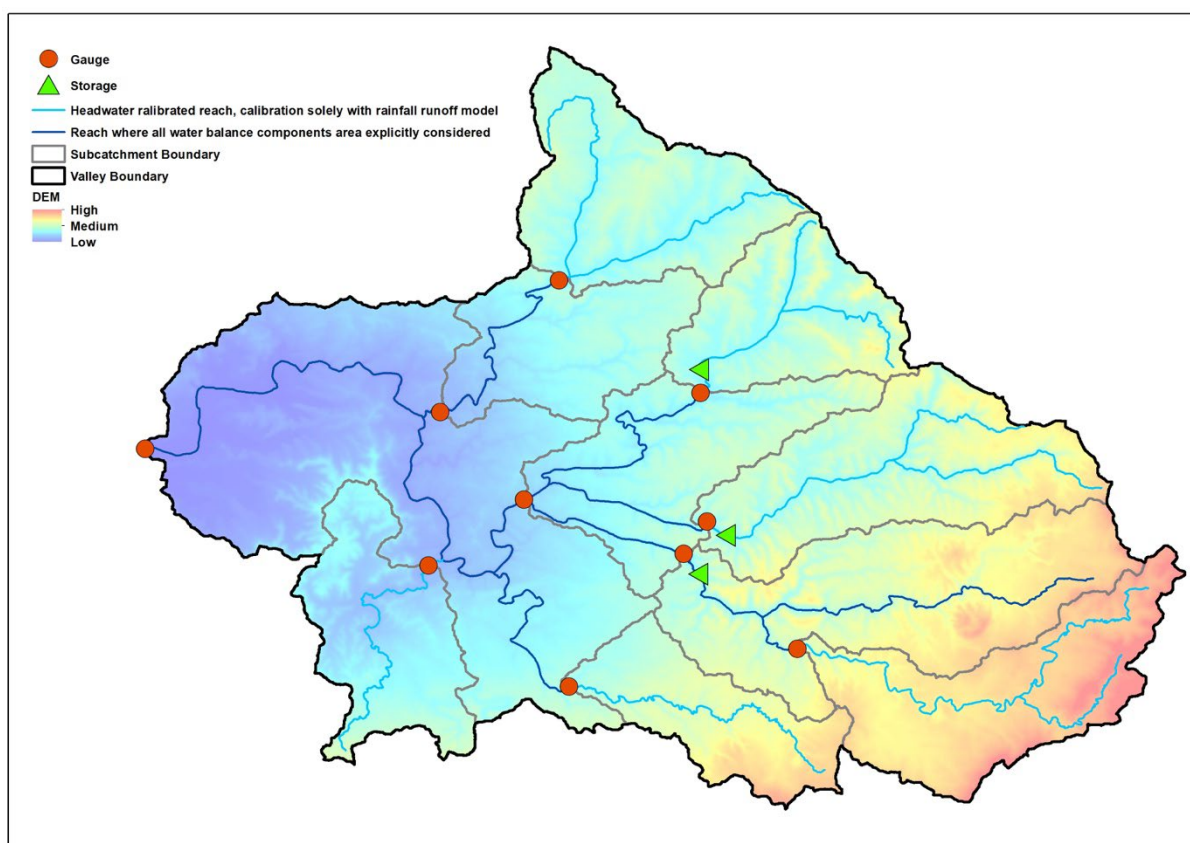 Gauge
Storage
Headwater ralibrated reach, calibration solely with rainfall runoff model
Reach where all water balance components area explicitly considered
Subcatchment Boundary
Valley Boundary
DEM
High
Medium
Low